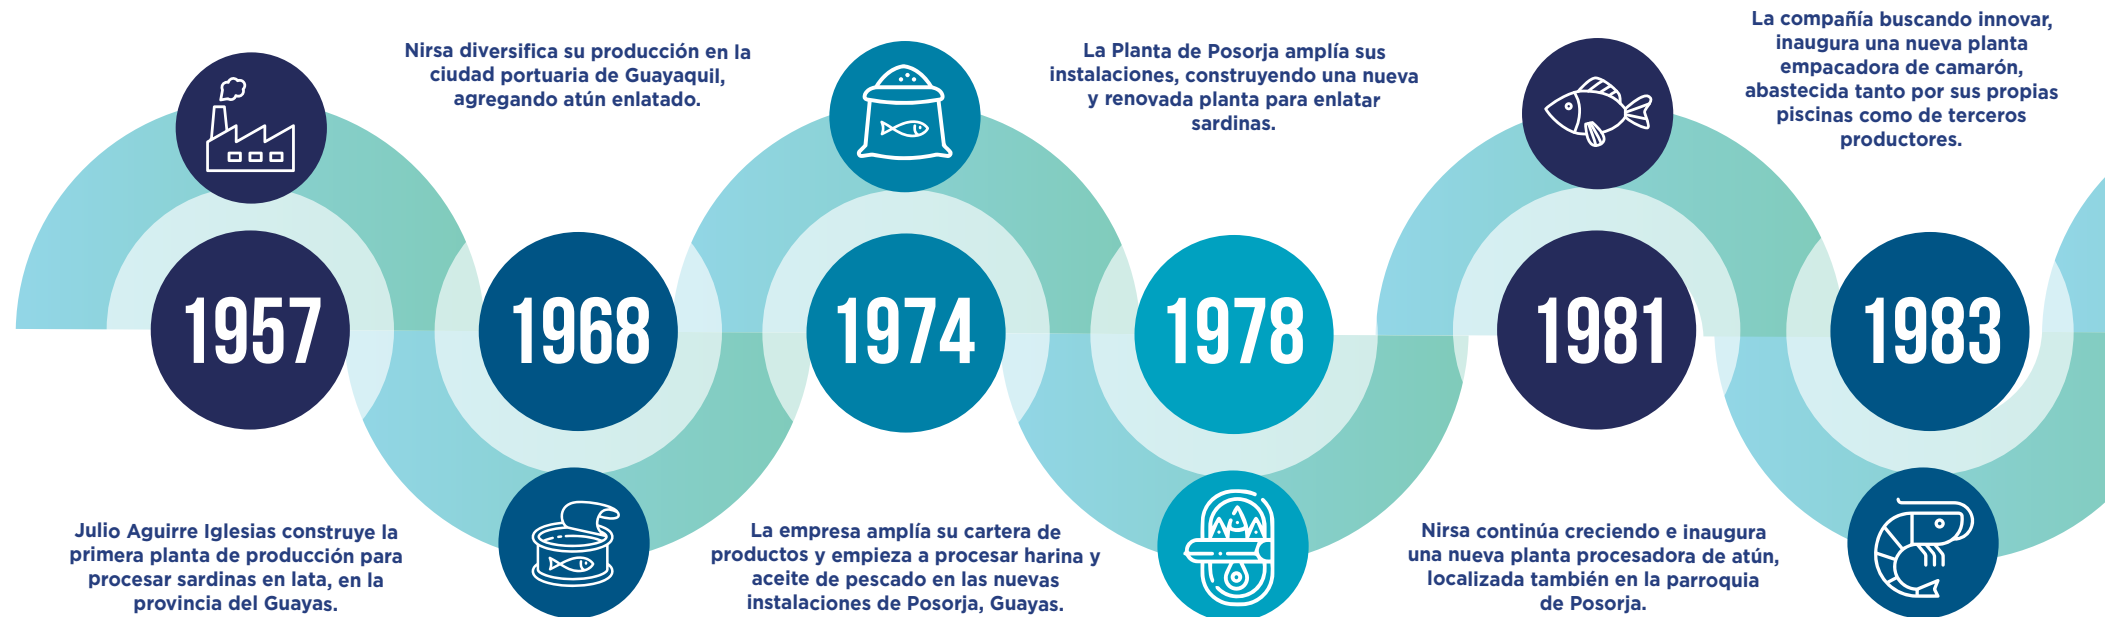 1957
Julio Aguirre Iglesias construye la
primera planta de producción para
procesar sardinas en lata, en la
provincia del Guayas.
Nirsa diversifica su producción en la
ciudad portuaria de Guayaquil,
agregando atún enlatado.
1968
1974
La empresa amplía su cartera de
productos y empieza a procesar harina y
aceite de pescado en las nuevas
instalaciones de Posorja, Guayas.
La Planta de Posorja amplía sus
instalaciones, construyendo una nueva
y renovada planta para enlatar
sardinas.
1978
1981
Nirsa continúa creciendo e inaugura
una nueva planta procesadora de atún,
localizada también en la parroquia
de Posorja.
La compañía buscando innovar,
inaugura una nueva planta
empacadora de camarón,
abastecida tanto por sus propias
piscinas como de terceros
productores.
1983